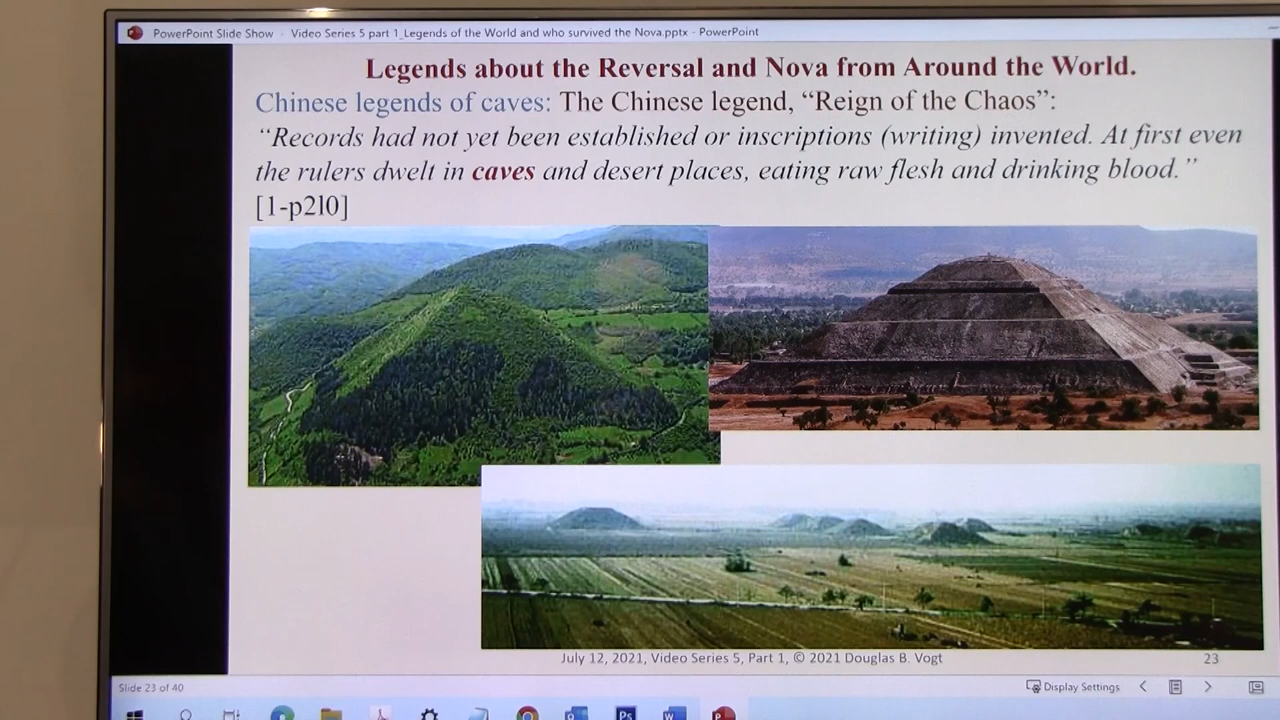 PowerPoint Slide Show - Video Series 5 part 1_Legends of the World and who survived the Nova.pptx - PowerPoint
Legends about the Reversal and Nova from Around the World.
Chinese legends of caves: The Chinese legend, “Reign of the Chaos”:
“Records had not yet been established or inscriptions (writing) invented. At first even
the rulers dwelt in caves and desert places, eating raw flesh and drinking blood.”
[1-p2l0]
July 12, 2021, Video Series 5, Part 1, © 2021 Douglas B. Vogt
23
Slide 23 of 40
Display Settings